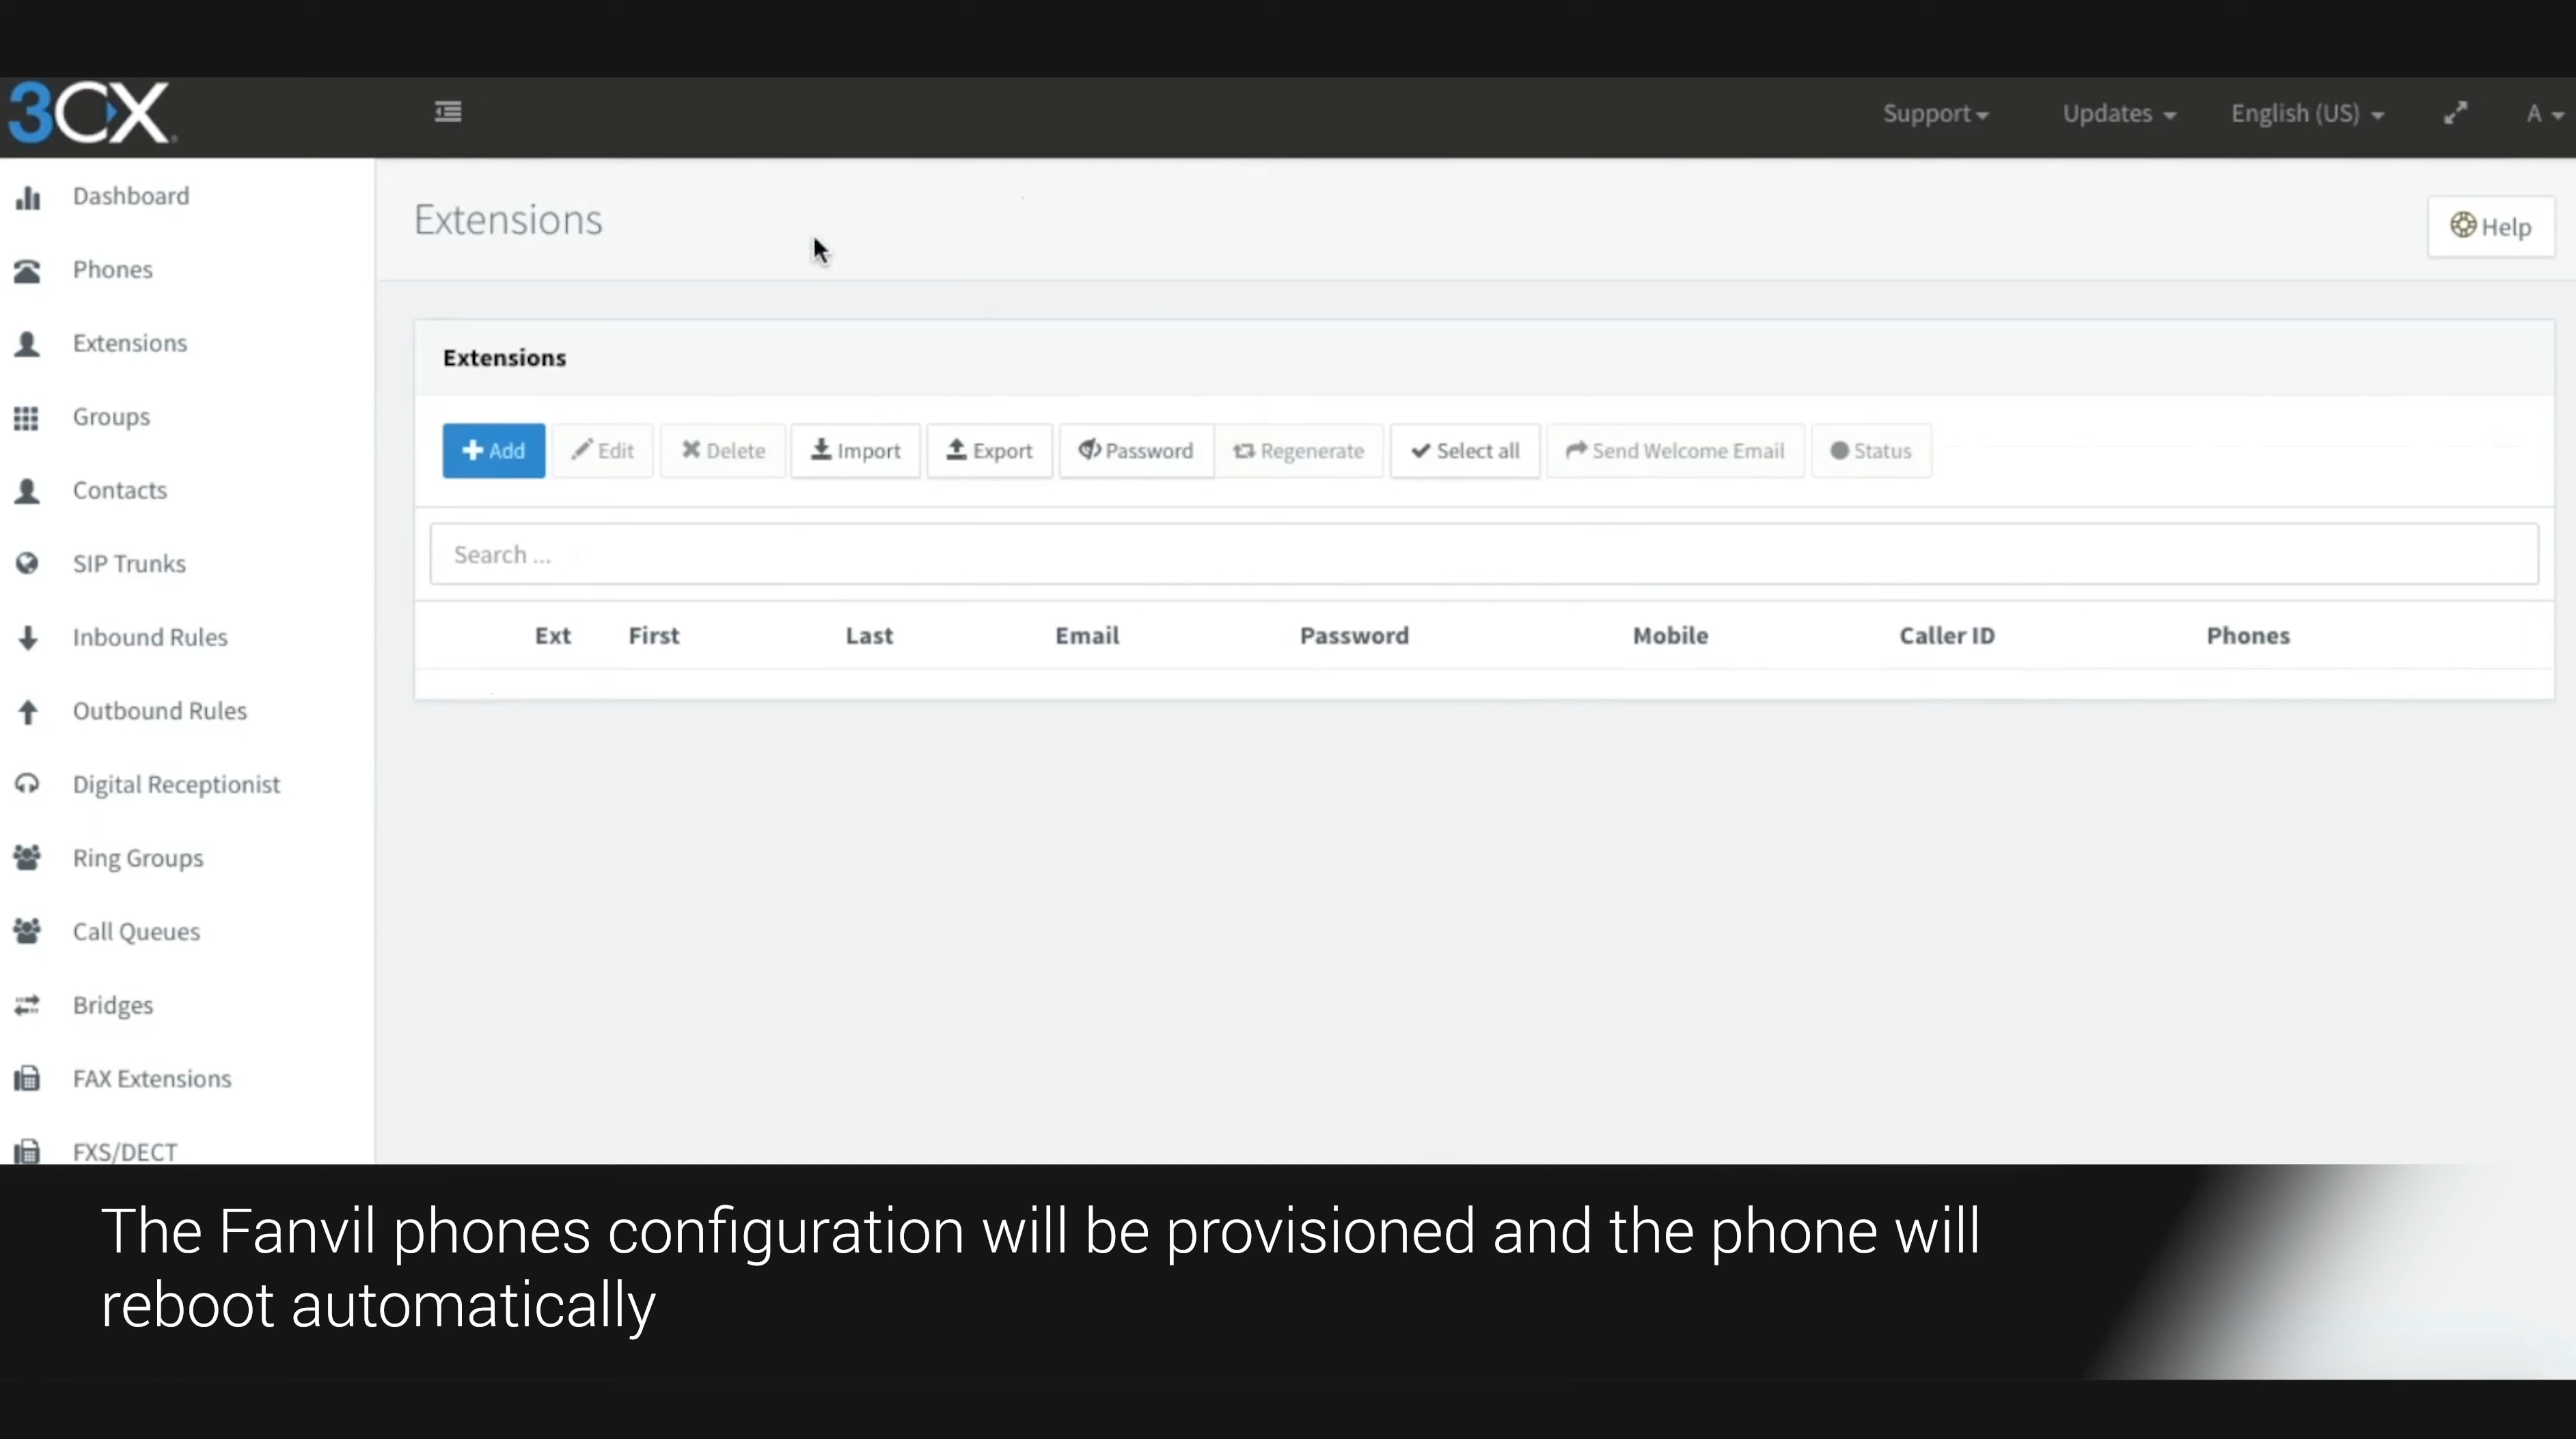 3CX
Support
Updates
English (US)
A
Dashboard
Phones
Extensions
Groups
Contacts
SIP Trunks
Inbound Rules
Outbound Rules
Digital Receptionist
Ring Groups
Call Queues
Bridges
FAX Extensions
FXS/DECT
Extensions
Help
Extensions
Add Edit Delete Import Export Password Regenerate Select all Send Welcome Email Status
Search ...
Ext First Last Email Password Mobile Caller ID Phones
The Fanvil phones configuration will be provisioned and the phone will
reboot automatically